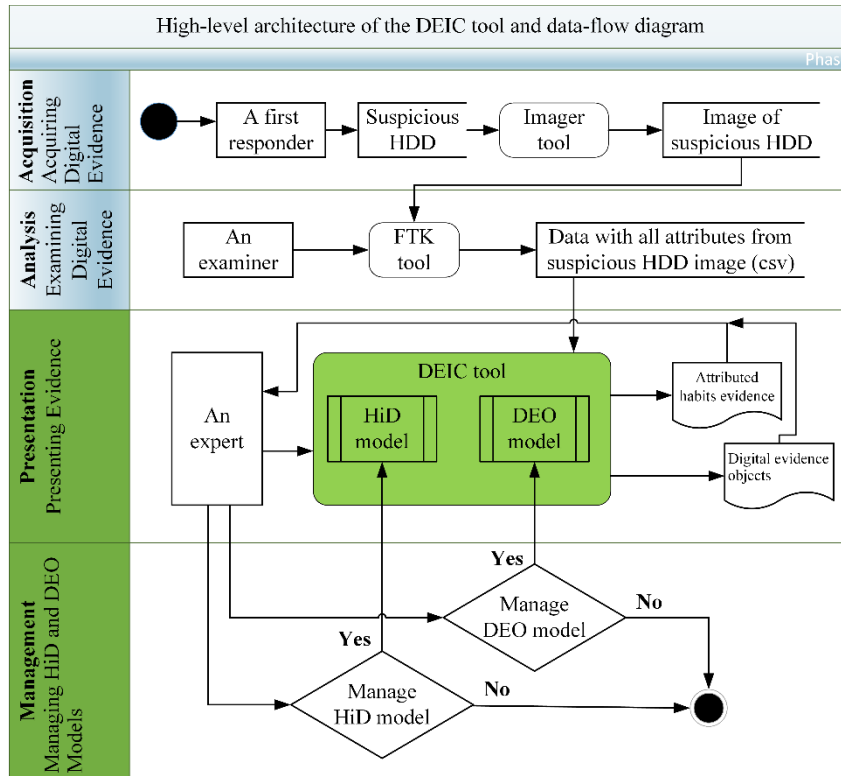 High-level architecture of the DEIC tool and data-flow diagram
Phas
Acquisition
Acquiring
Digital
Evidence
A first
responder
Suspicious
HDD
Imager
tool
Image of
suspicious HDD
Analysis
Examining
Digital
Evidence
An
examiner
FTK
tool
Data with all attributes from
suspicious HDD image (csv)
Presentation
Presenting Evidence
An
expert
DEIC tool
HiD
model
DEO
model
Attributed
habits evidence
Digital evidence
objects
Management
Managing HiD and DEO
Models
Yes
Manage
DEO model
No
Yes
Manage
HiD model
No